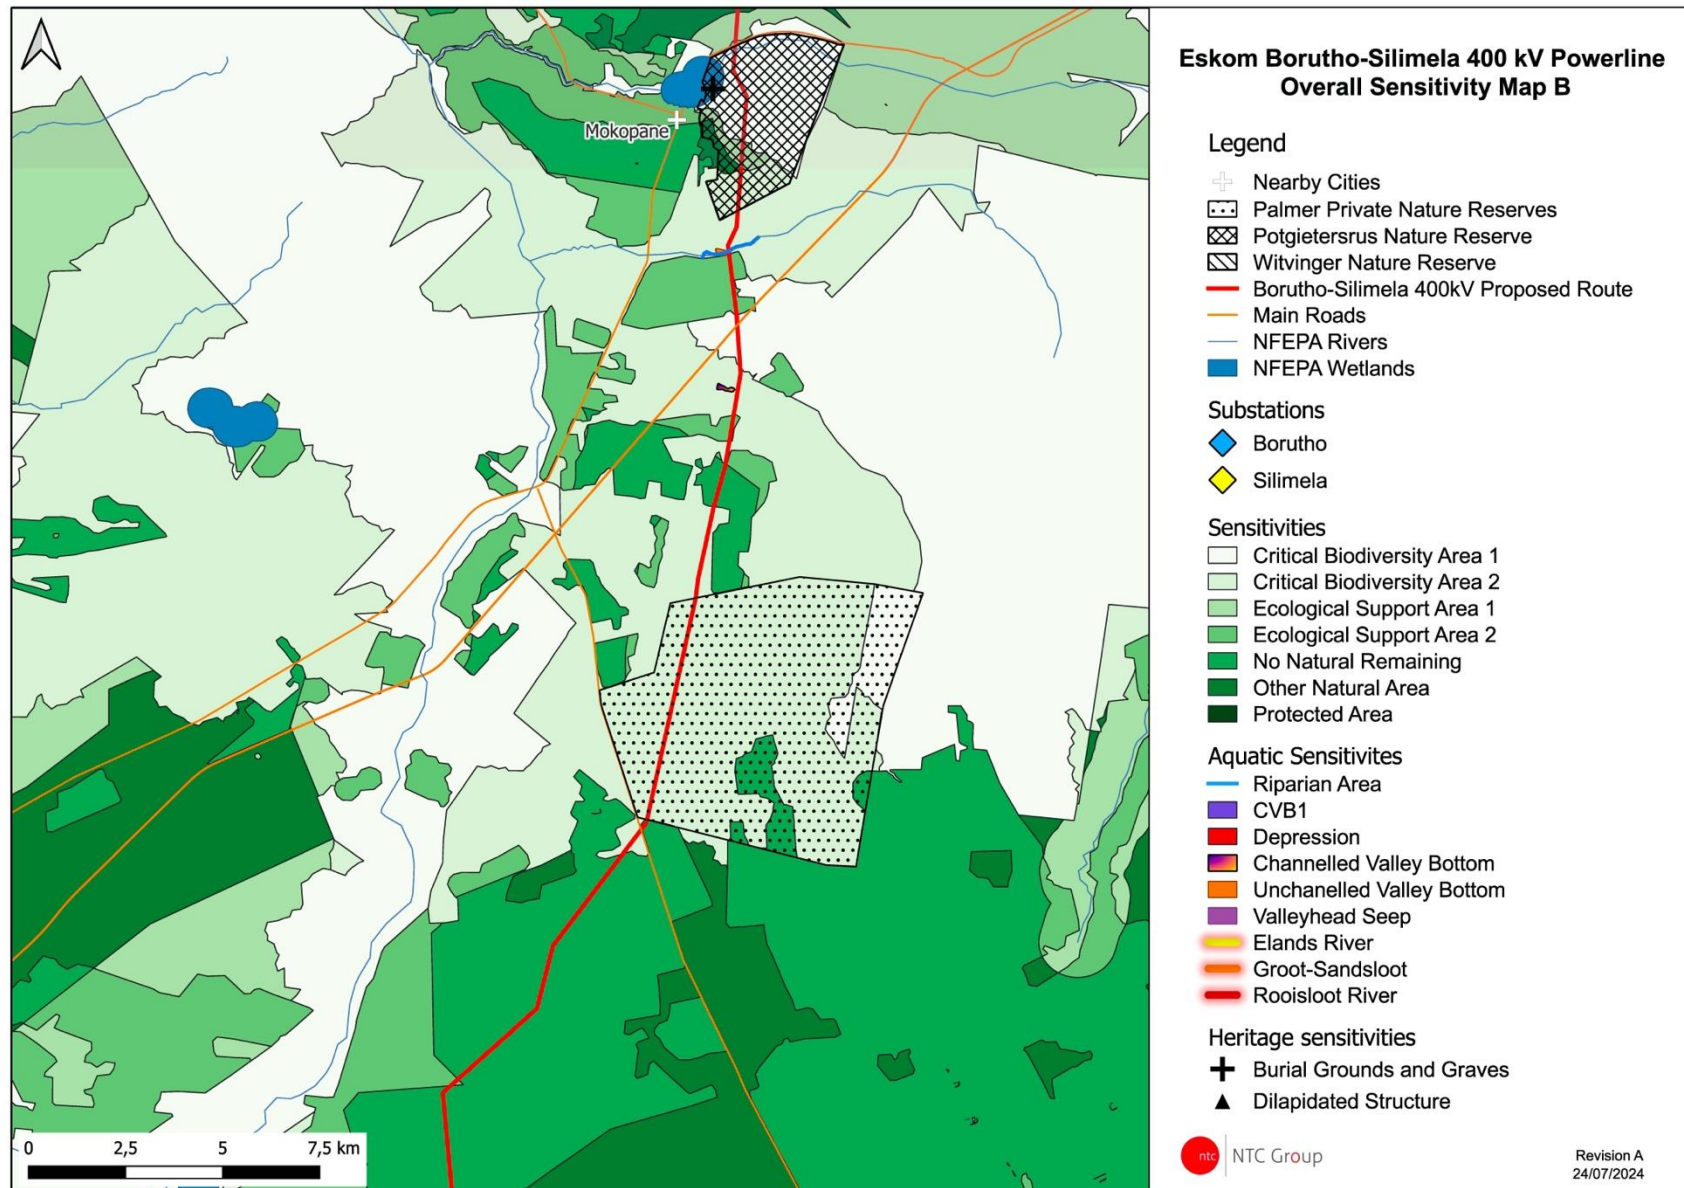 Eskom Borutho-Silimela 400 kV Powerline
Overall Sensitivity Map B
Legend
Nearby Cities
Palmer Private Nature Reserves
Potgietersrus Nature Reserve
Witvinger Nature Reserve
Borutho-Silimela 400kV Proposed Route
Main Roads
NFEPA Rivers
NFEPA Wetlands
Substations
Borutho
Silimela
Sensitivities
Critical Biodiversity Area 1
Critical Biodiversity Area 2
Ecological Support Area 1
Ecological Support Area 2
No Natural Remaining
Other Natural Area
Protected Area
Aquatic Sensitivites
Riparian Area
CVB1
Depression
Channelled Valley Bottom
Unchanelled Valley Bottom
Valleyhead Seep
Elands River
Groot-Sandsloot
Rooisloot River
Heritage sensitivities
Burial Grounds and Graves
Dilapidated Structure
ntc NTC Group
Revision A
24/07/2024
Mokopane
0 2,5 5 7,5 km